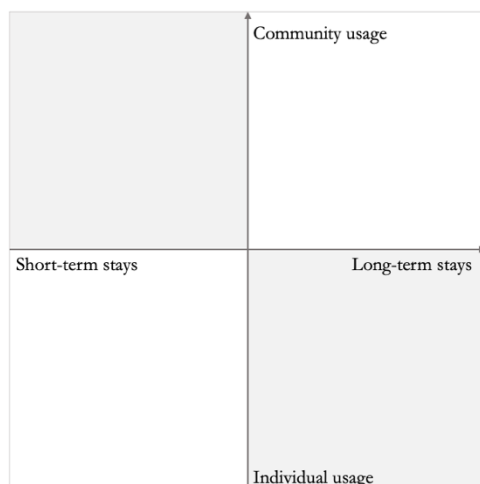 Community usage
Short-term stays
Long-term stays
Individual usage